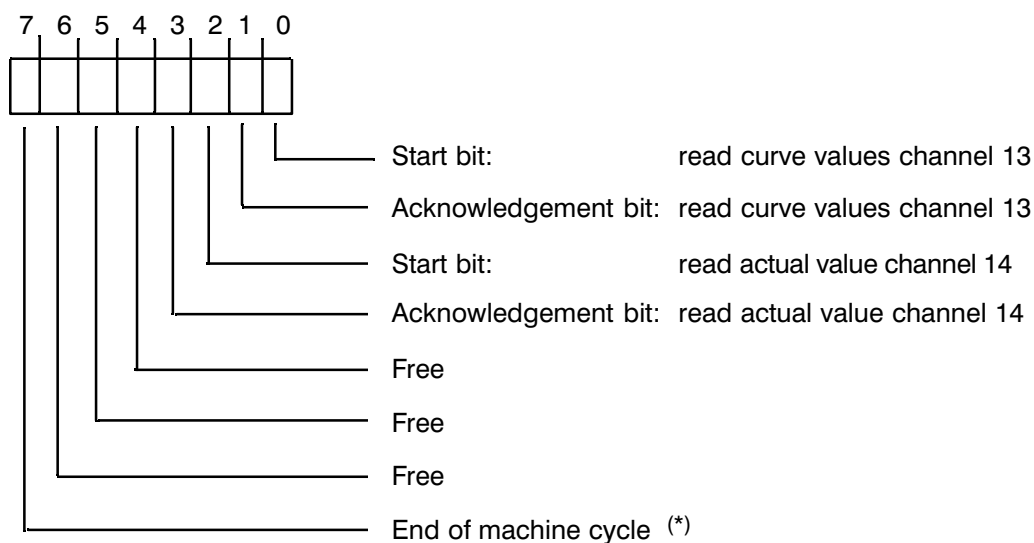 7 6 5 4 3 2 1 0
Start bit: read curve values channel 13
Acknowledgement bit: read curve values channel 13
Start bit: read actual value channel 14
Acknowledgement bit: read actual value channel 14
Free
Free
Free
End of machine cycle (*)